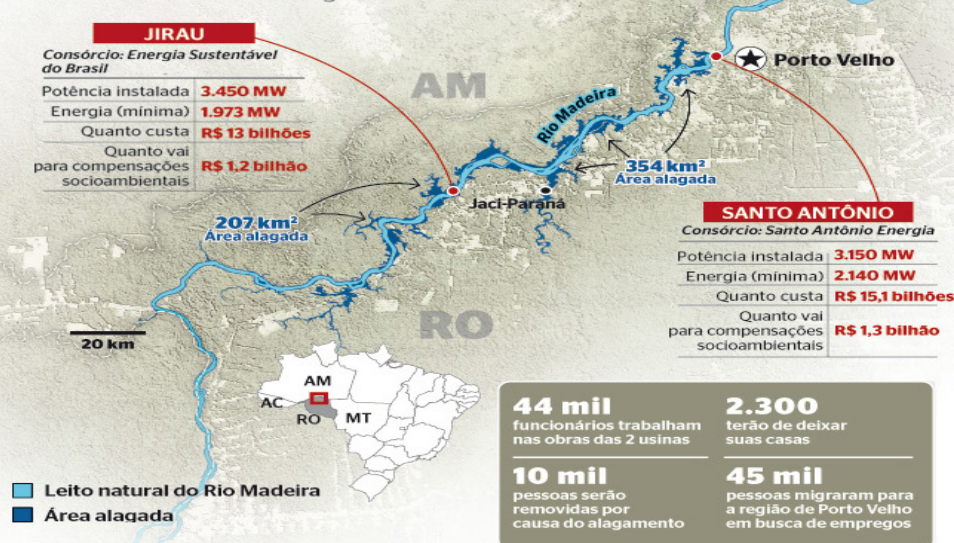 JIRAU
Consórcio: Energia Sustentável
do Brasil
Potência instalada 3.450 MW
Energia (mínima) 1.973 MW
Quanto custa R$ 13 bilhões
Quanto vai
para compensações
socioambientais
R$ 1,2 bilhão
AM
Rio Madeira
Porto Velho
354 km²
Área alagada
Jaci-Paraná
207 km²
Área alagada
SANTO ANTÔNIO
Consórcio: Santo Antônio Energia
Potência instalada 3.150 MW
Energia (mínima) 2.140 MW
Quanto custa R$ 15,1 bilhões
Quanto vai
para compensações
socioambientais
R$ 1,3 bilhão
RO
20 km
AM
AC
RO
MT
44 mil
funcionários trabalham
nas obras das 2 usinas
2.300
terão de deixar
suas casas
10 mil
pessoas serão
removidas por
causa do alagamento
45 mil
pessoas migraram para
a região de Porto Velho
em busca de empregos
Leito natural do Rio Madeira
Área alagada